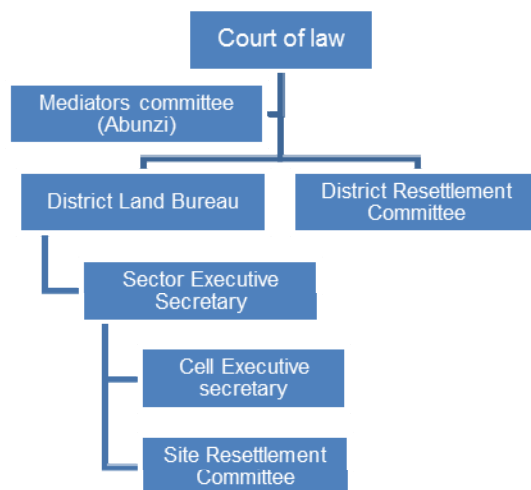 Court of law
Mediators committee
(Abunzi)
District Land Bureau
District Resettlement
Committee
Sector Executive
Secretary
Cell Executive
secretary
Site Resettlement
Committee